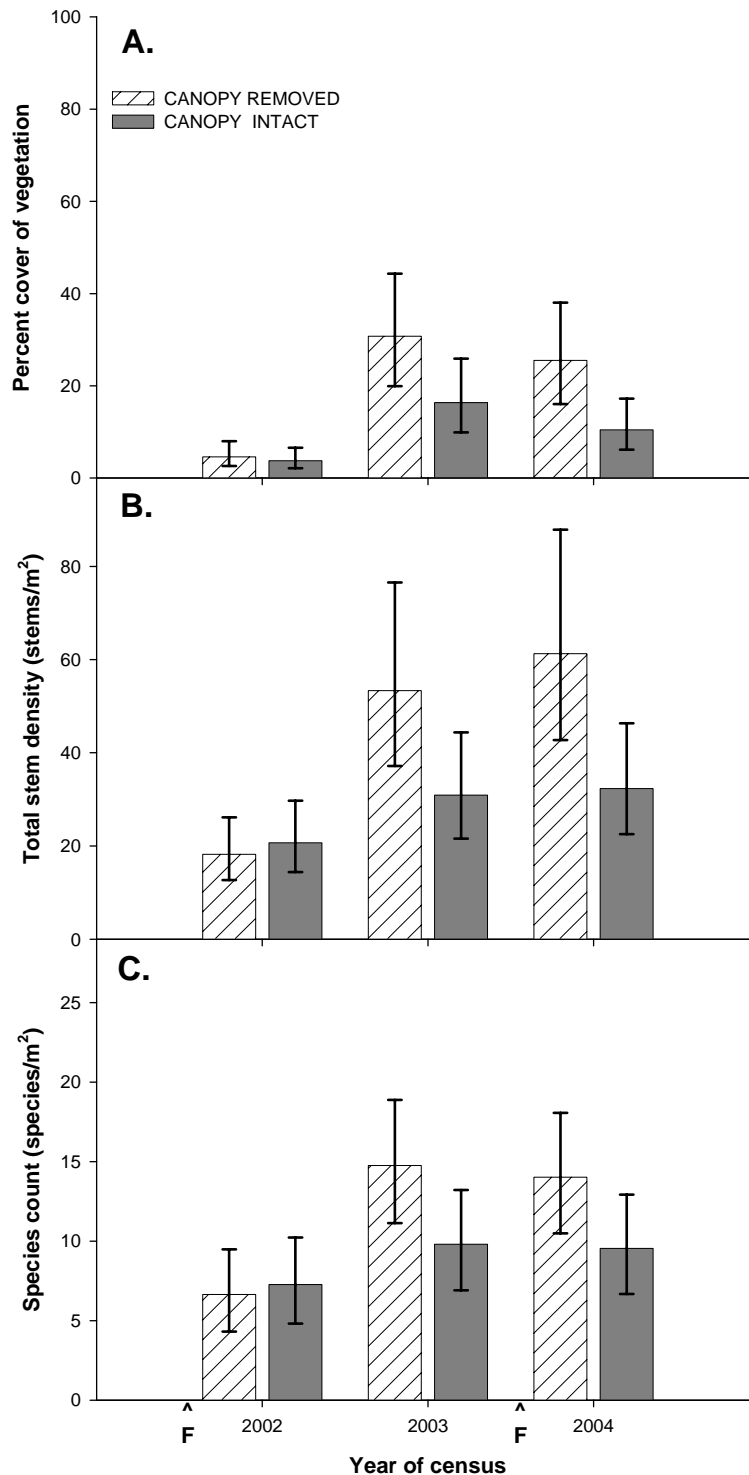 A.
CANOPY REMOVED
CANOPY INTACT
100
80
60
40
20
0
Percent cover of vegetation
B.
80
60
40
20
0
Total stem density (stems/m²)
C.
25
20
15
10
5
0
Species count (species/m²)
^ ^
F 2002 2003 F 2004
Year of census